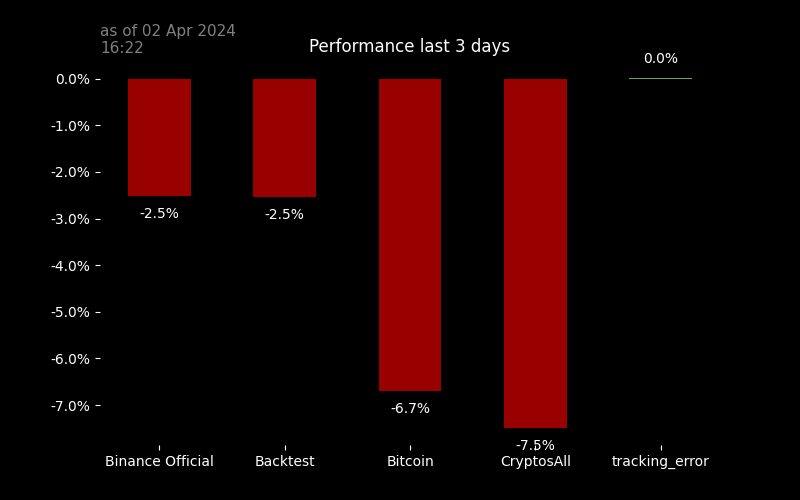 as of 02 Apr 2024
16:22
Performance last 3 days
0.0%
0.0%
-1.0%
-2.0%
-3.0%
-4.0%
-5.0%
-6.0%
-7.0%
-2.5%
-2.5%
-6.7%
-7.5%
Binance Official
Backtest
Bitcoin
CryptosAll
tracking_error